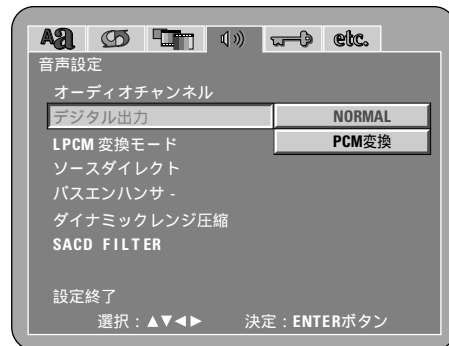 Aa etc.
音声設定
オーディオチャンネル
デジタル出力 NORMAL
LPCM 変換モード PCM変換
ソースダイレクト
バスエンハンサ -
ダイナミックレンジ圧縮
SACD FILTER
設定終了
選択：▲▼◀▶ 決定：ENTERボタン